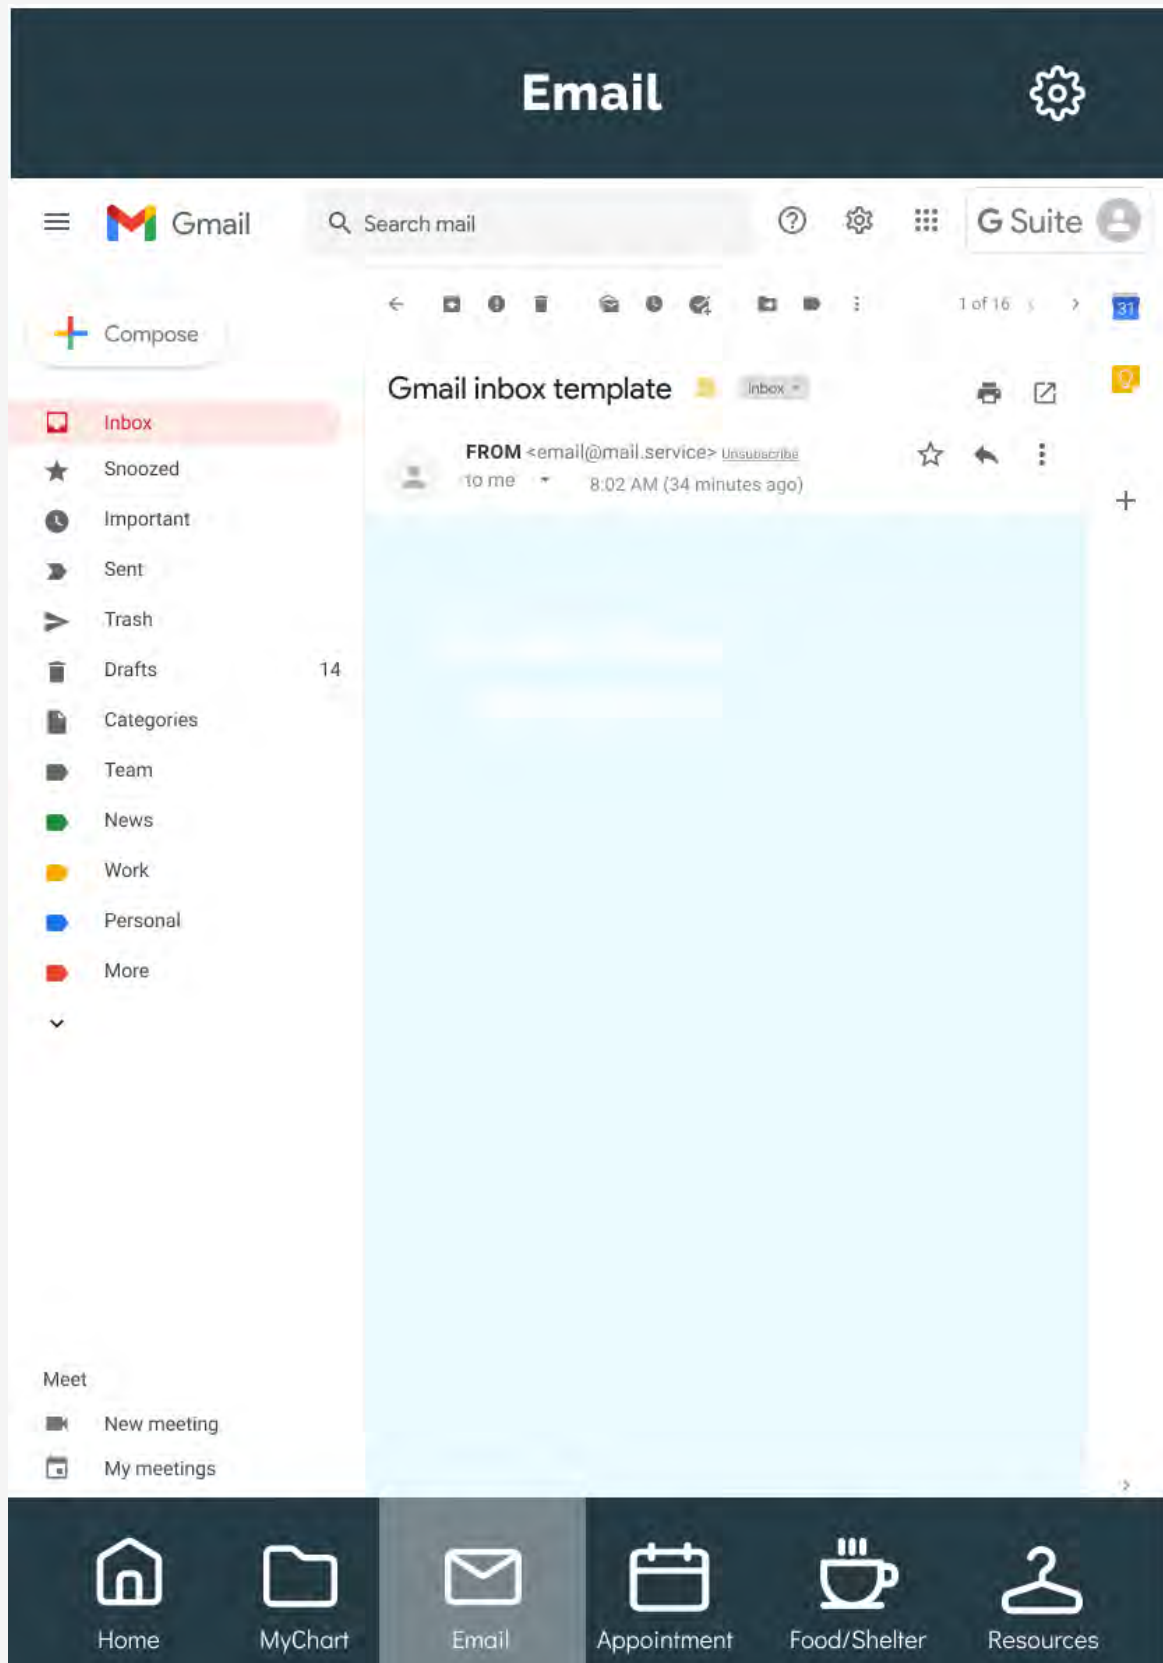 Email
Gmail
Search mail
G Suite
Compose
1 of 16
31
Gmail inbox template
Inbox
Inbox
Snoozed
Important
Sent
Trash
Drafts 14
Categories
Team
News
Work
Personal
More
FROM <email@mail.service> Unsubscribe
to me
8:02 AM (34 minutes ago)
Meet
New meeting
My meetings
Home
MyChart
Email
Appointment
Food/Shelter
Resources